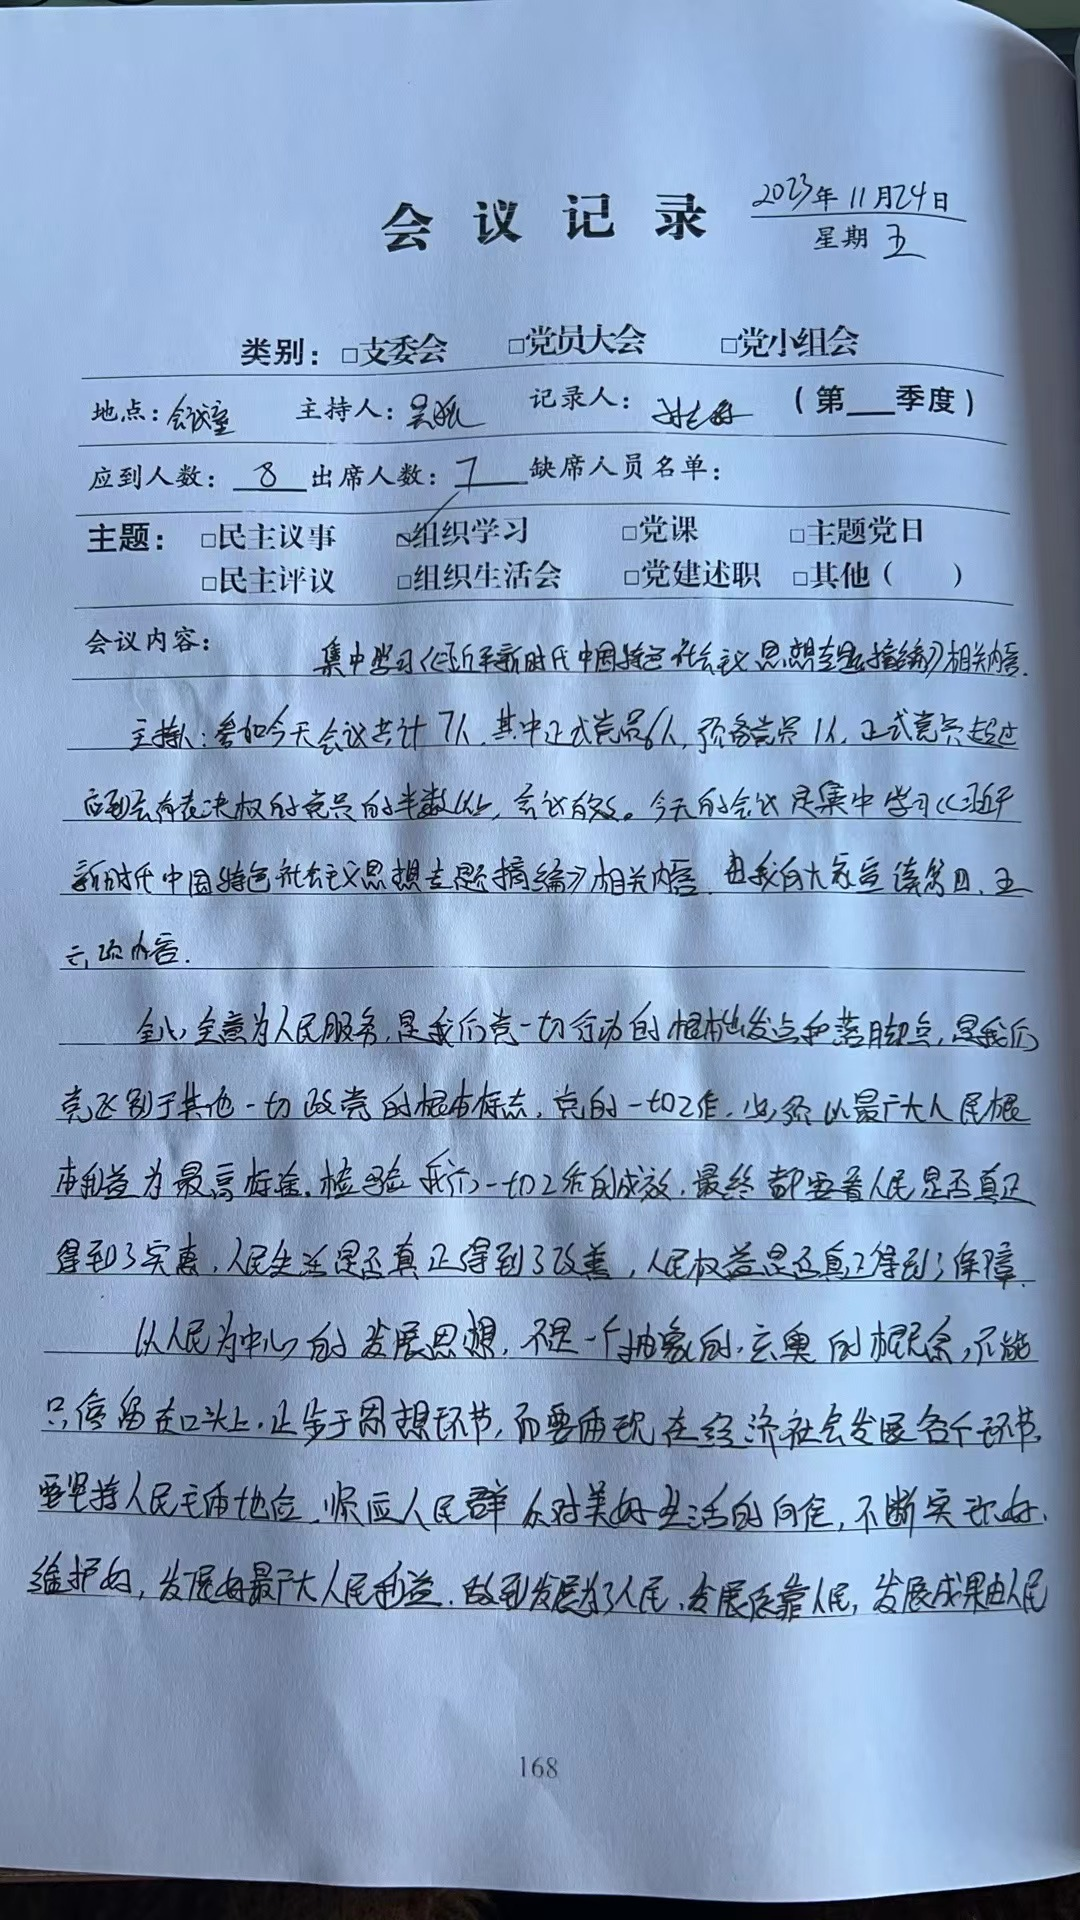 会议记录
2023年11月24日
星期 五
类别：□支委会 □党员大会 □党小组会
地点：会议室 主持人：吴 记录人： （第___季度）
应到人数：8 出席人数：7 缺席人员名单：
主题：□民主议事 ☑组织学习 □党课 □主题党日
□民主评议 □组织生活会 □党建述职 □其他（ ）
会议内容：集中学习《习近平新时代中国特色社会主义思想专题摘编》相关内容.
主持人：参加今天会议共计7人，其中正式党员6人，预备党员1人，正式党员超过
应到会有表决权的党员的半数以上，会议有效。今天的会议是集中学习《习近平
新时代中国特色社会主义思想专题摘编》相关内容，由我向大家宣读第四、五
六项内容.
全心全意为人民服务，是我们党一切行动的根本出发点和落脚点，是我们
党区别于其他一切政党的根本标志，党的一切工作，必须以最广大人民根
本利益为最高标准，检验我们一切工作的成效，最终都要看人民是否真正
得到了实惠，人民生活是否真正得到了改善，人民权益是否真正得到了保障.
以人民为中心的发展思想，不是一个抽象的、玄奥的概念，不能
只停留在口头上，止步于思想环节，而要体现在经济社会发展各个环节，
要坚持人民主体地位，顺应人民群众对美好生活的向往，不断实现好、
维护好，发展好最广大人民利益，做到发展为了人民，发展依靠人民，发展成果由人民
168